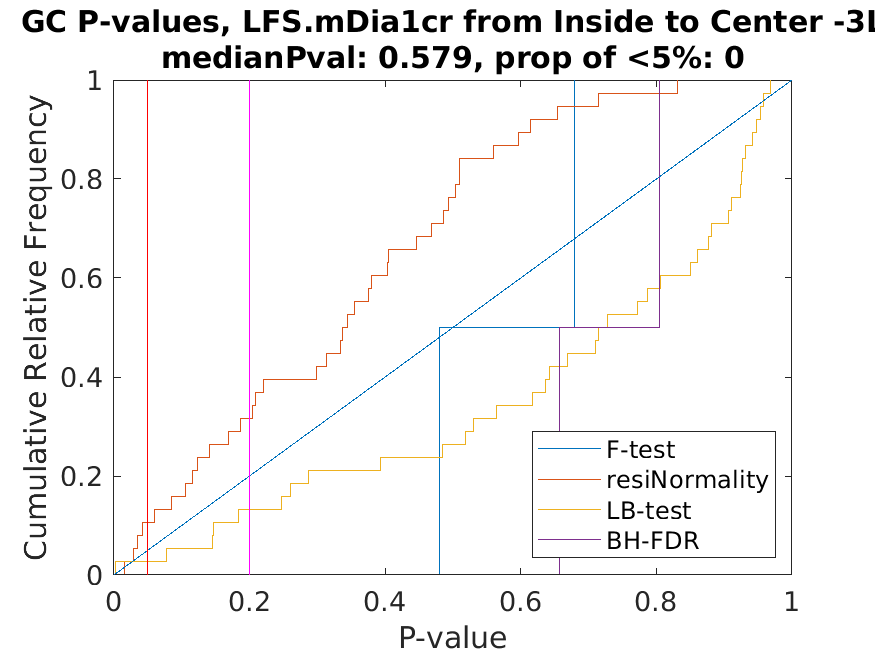 GC P-values, LFS.mDia1cr from Inside to Center -3L
medianPval: 0.579, prop of <5%: 0
Cumulative Relative Frequency
1
0.8
0.6
0.4
0.2
0
F-test
resiNormality
LB-test
BH-FDR
0 0.2 0.4 0.6 0.8 1
P-value